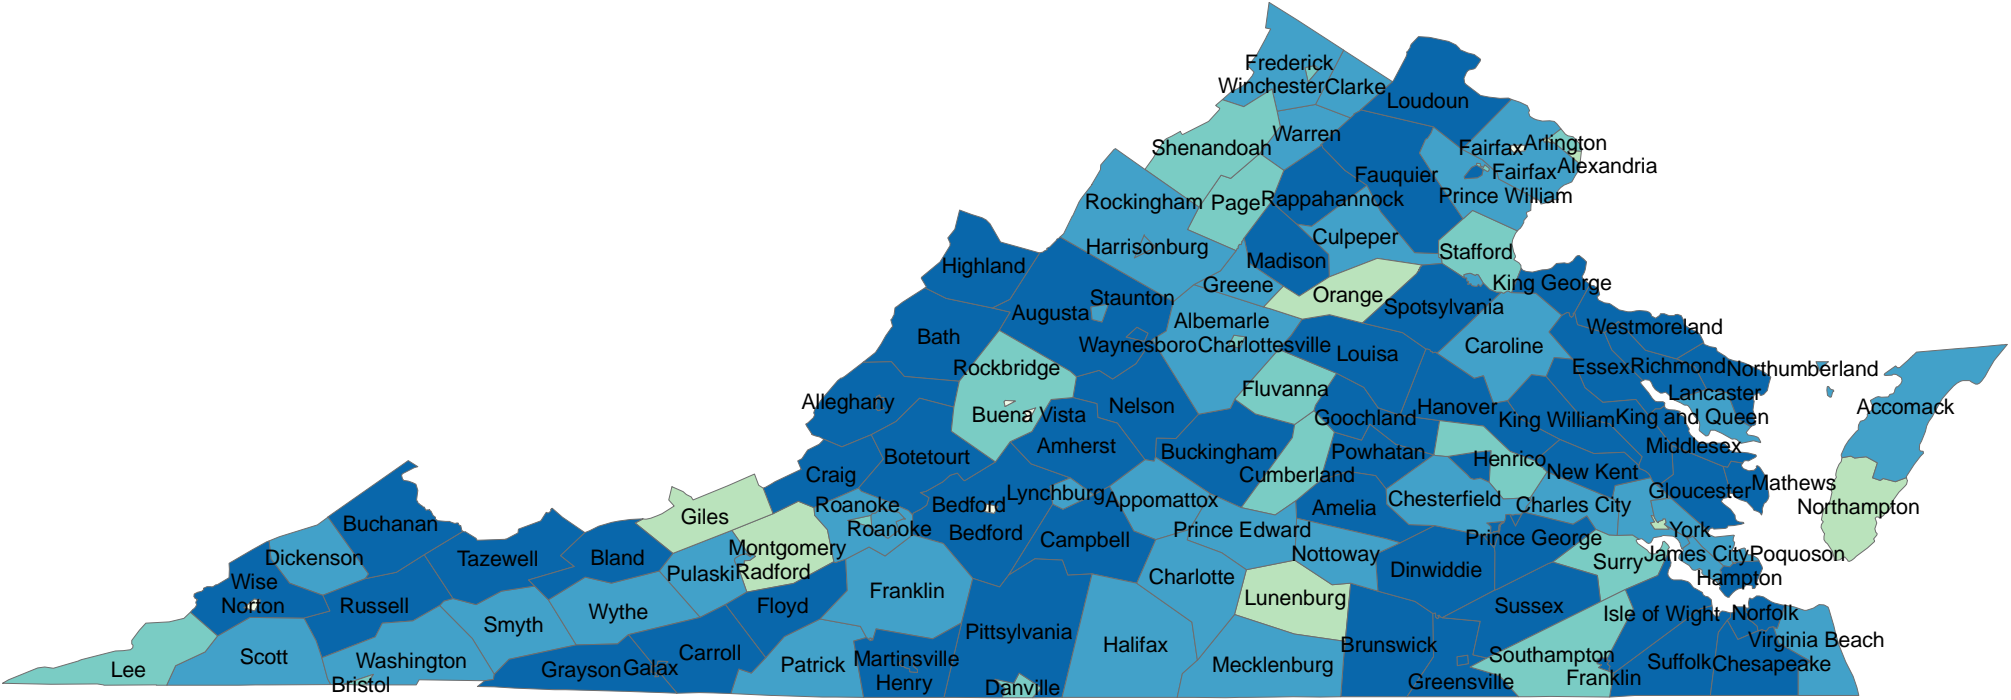 Frederick
Winchester
Clarke
Loudoun
Warren
Shenandoah
Fairfax
Arlington
Fairfax
Alexandria
Fauquier
Prince William
Rockingham
Page
Rappahannock
Culpeper
Harrisonburg
Madison
Stafford
Highland
Greene
King George
Orange
Staunton
Augusta
Spotsylvania
Albemarle
Westmoreland
Bath
Waynesboro
Charlottesville
Louisa
Caroline
Rockbridge
Essex
Richmond
Northumberland
Fluvanna
Lancaster
Alleghany
Buena Vista
Nelson
Goochland
Hanover
King William
King and Queen
Accomack
Amherst
Buckingham
Powhatan
Middlesex
Botetourt
Henrico
Craig
Cumberland
New Kent
Mathews
Gloucester
Lynchburg
Appomattox
Chesterfield
Roanoke
Bedford
Amelia
Charles City
Northampton
Giles
Buchanan
Roanoke
Bedford
Prince Edward
York
Campbell
Prince George
Montgomery
Nottoway
James City
Poquoson
Dickenson
Tazewell
Bland
Surry
Pulaski
Radford
Charlotte
Dinwiddie
Hampton
Wise
Franklin
Lunenburg
Norton
Russell
Floyd
Sussex
Wythe
Isle of Wight
Norfolk
Smyth
Pittsylvania
Virginia Beach
Halifax
Brunswick
Carroll
Southampton
Scott
Washington
Martinsville
Suffolk
Chesapeake
Lee
Grayson
Galax
Patrick
Mecklenburg
Franklin
Bristol
Henry
Danville
Greensville